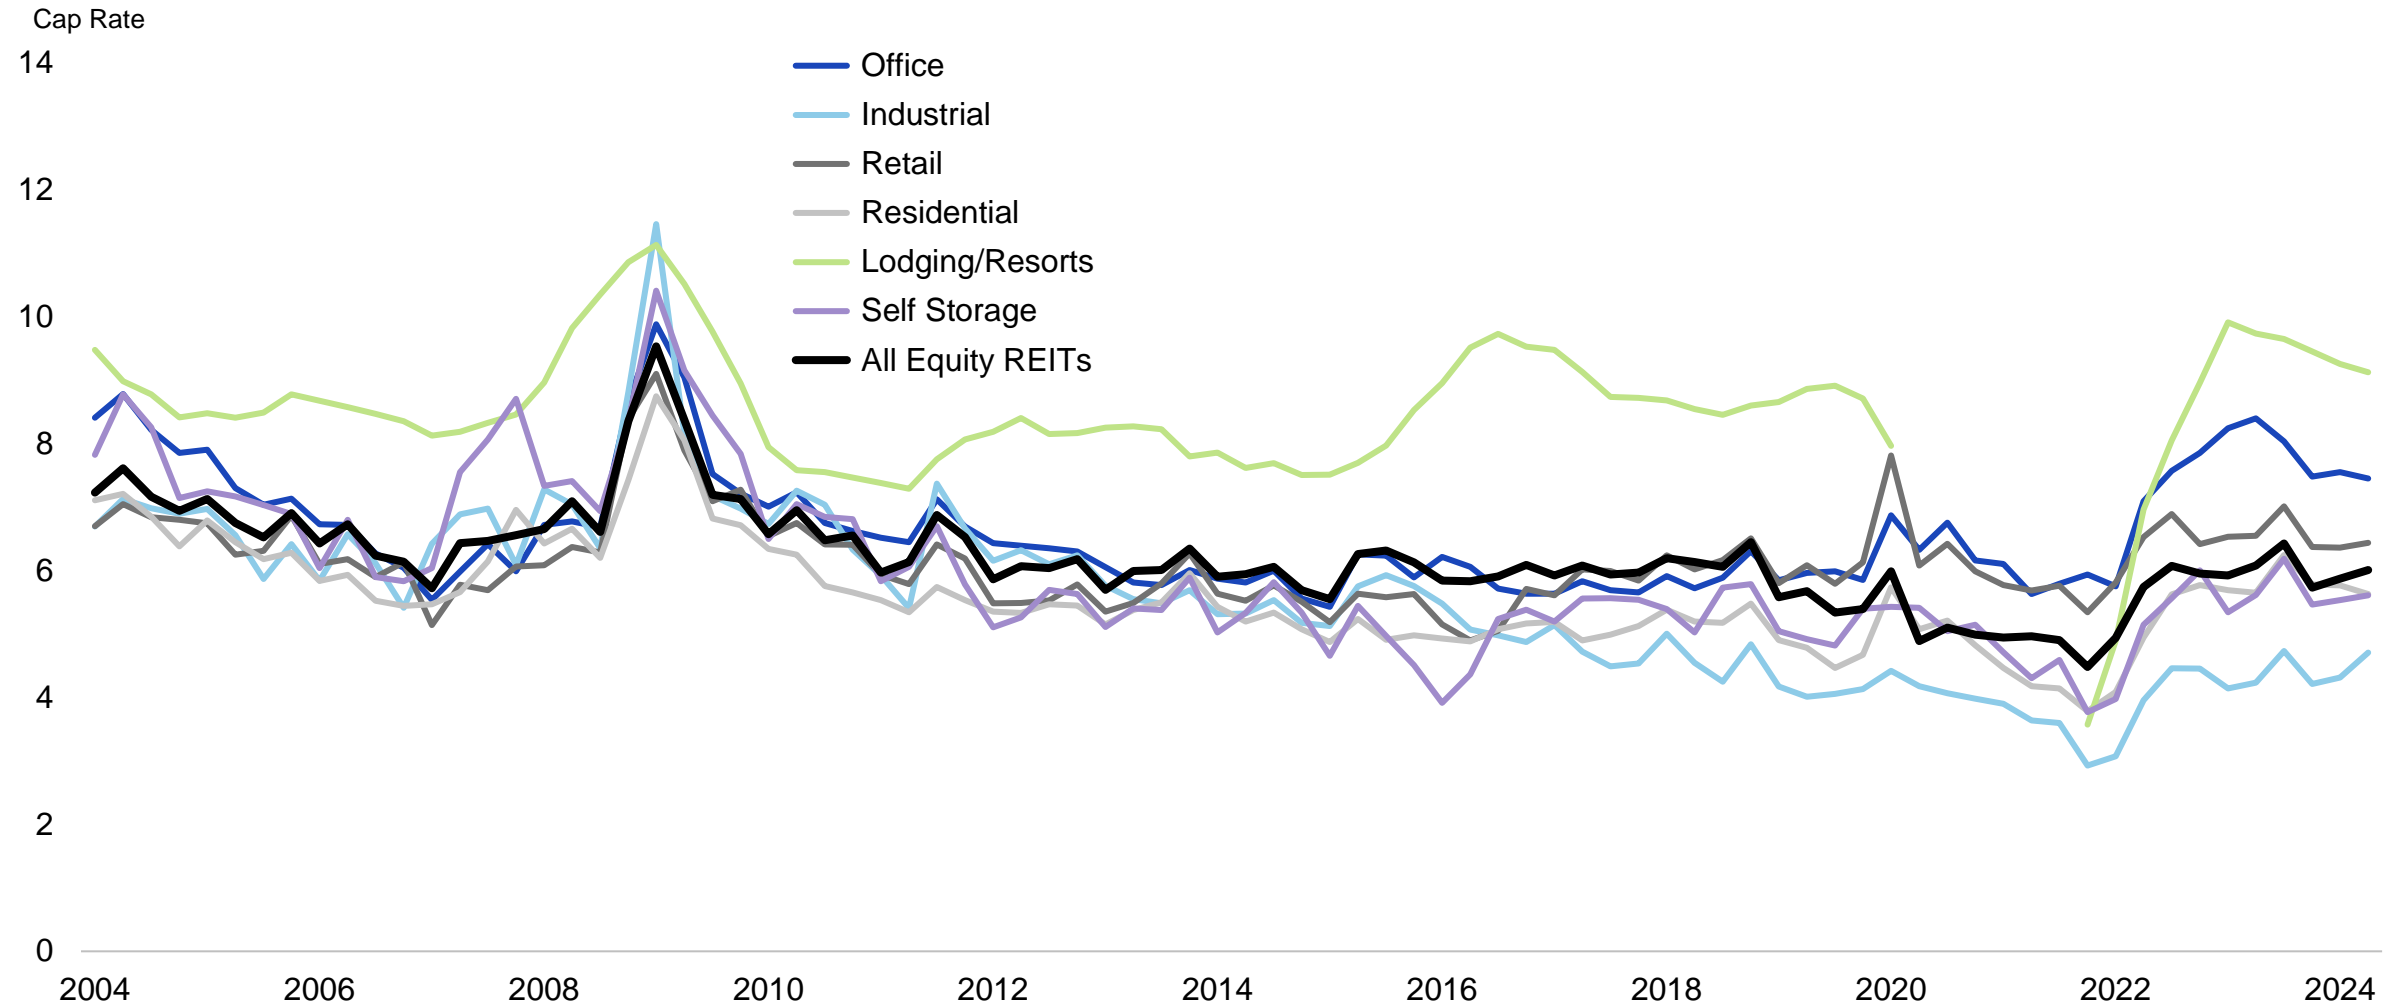 Cap Rate
14
12
10
8
6
4
2
0
Office
Industrial
Retail
Residential
Lodging/Resorts
Self Storage
All Equity REITs
2004 2006 2008 2010 2012 2014 2016 2018 2020 2022 2024